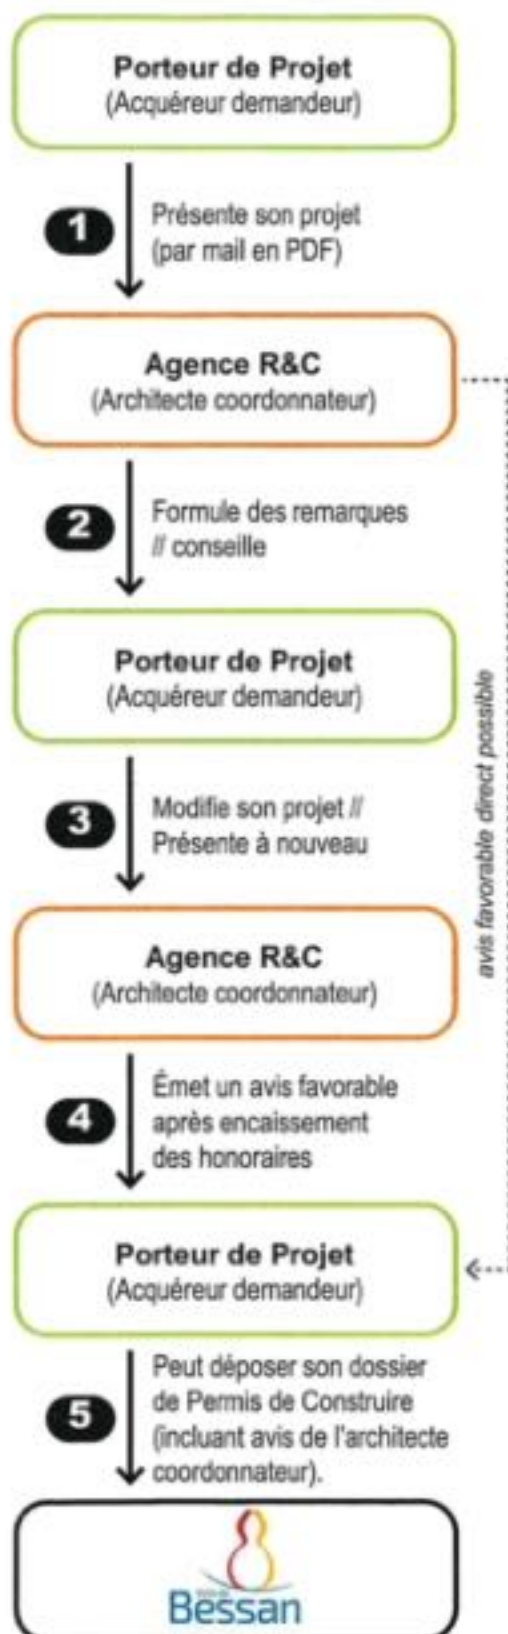 Porteur de Projet
(Acquéreur demandeur)
1
Présente son projet
(par mail en PDF)
Agence R&C
(Architecte coordonnateur)
2
Formule des remarques
// conseille
Porteur de Projet
(Acquéreur demandeur)
avis favorable direct possible
3
Modifie son projet //
Présente à nouveau
Agence R&C
(Architecte coordonnateur)
4
Émet un avis favorable
après encaissement
des honoraires
Porteur de Projet
(Acquéreur demandeur)
5
Peut déposer son dossier
de Permis de Construire
(incluant avis de l'architecte
coordonnateur).
Bessan